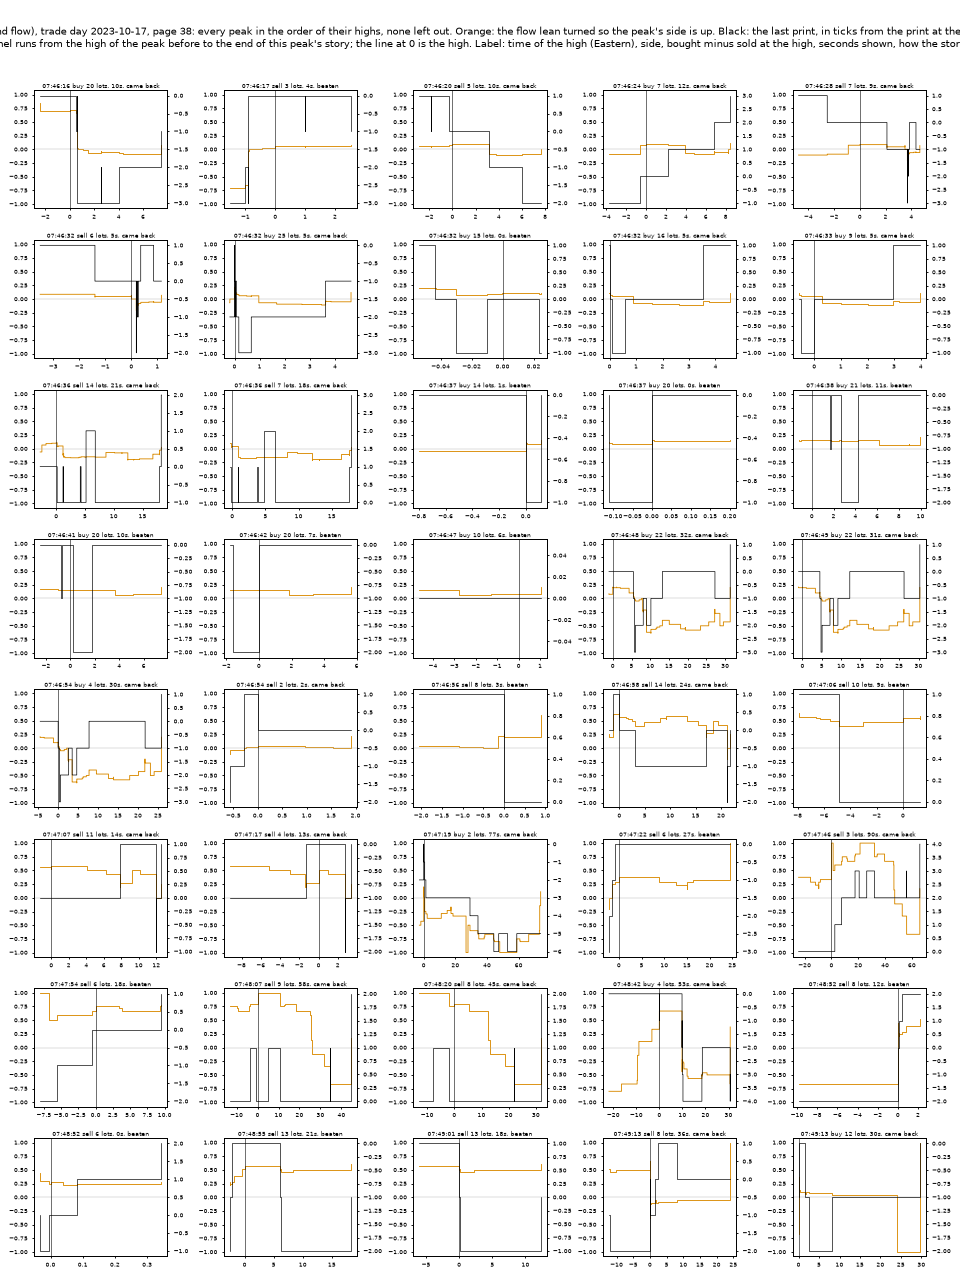 nd flow), trade day 2023-10-17, page 38: every peak in the order of their highs, none left out. Orange: the flow lean turned so the peak's side is up. Black: the last print, in ticks from the print at the
nel runs from the high of the peak before to the end of this peak's story; the line at 0 is the high. Label: time of the high (Eastern), side, bought minus sold at the high, seconds shown, how the stor
07:46:16 buy 20 lots. 10s. came back
07:46:17 sell 3 lots. 4s. beaten
07:46:20 sell 5 lots. 10s. came back
07:46:24 buy 7 lots. 12s. came back
07:46:28 sell 7 lots. 9s. came back
07:46:32 sell 6 lots. 5s. came back
07:46:32 buy 25 lots. 5s. came back
07:46:32 buy 15 lots. 0s. beaten
07:46:32 buy 16 lots. 5s. came back
07:46:33 buy 9 lots. 5s. came back
07:46:36 sell 14 lots. 21s. came back
07:46:36 sell 7 lots. 18s. came back
07:46:37 buy 14 lots. 1s. beaten
07:46:37 buy 20 lots. 0s. beaten
07:46:38 buy 21 lots. 11s. beaten
07:46:41 buy 20 lots. 10s. beaten
07:46:42 buy 20 lots. 7s. beaten
07:46:47 buy 10 lots. 6s. beaten
07:46:48 buy 22 lots. 32s. came back
07:46:49 buy 22 lots. 31s. came back
07:46:54 buy 4 lots. 30s. came back
07:46:54 sell 2 lots. 2s. came back
07:46:56 sell 8 lots. 3s. beaten
07:46:58 sell 14 lots. 24s. came back
07:47:06 sell 10 lots. 9s. beaten
07:47:07 sell 11 lots. 14s. came back
07:47:17 sell 4 lots. 13s. came back
07:47:19 buy 2 lots. 77s. came back
07:47:22 sell 6 lots. 27s. beaten
07:47:46 sell 3 lots. 90s. came back
07:47:54 sell 6 lots. 18s. beaten
07:48:07 sell 9 lots. 58s. came back
07:48:20 sell 8 lots. 45s. came back
07:48:42 buy 4 lots. 53s. came back
07:48:52 sell 8 lots. 12s. beaten
07:48:52 sell 6 lots. 0s. beaten
07:48:55 sell 13 lots. 21s. beaten
07:49:01 sell 13 lots. 18s. beaten
07:49:13 sell 8 lots. 36s. came back
07:49:13 buy 12 lots. 30s. came back